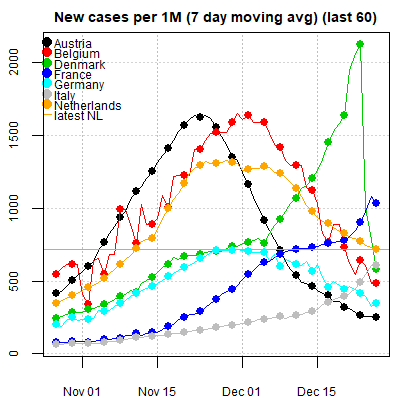 New cases per 1M (7 day moving avg) (last 60)
Austria
Belgium
Denmark
France
Germany
Italy
Netherlands
latest NL
2000
1500
1000
500
0
Nov 01 Nov 15 Dec 01 Dec 15